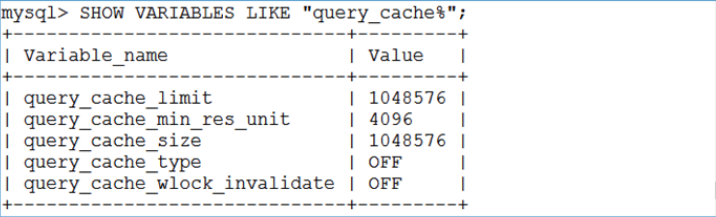 mysql> SHOW VARIABLES LIKE "query_cache%";
+------------------------------+---------+
| Variable_name                | Value   |
+------------------------------+---------+
| query_cache_limit            | 1048576 |
| query_cache_min_res_unit     | 4096    |
| query_cache_size             | 1048576 |
| query_cache_type             | OFF     |
| query_cache_wlock_invalidate | OFF     |
+------------------------------+---------+